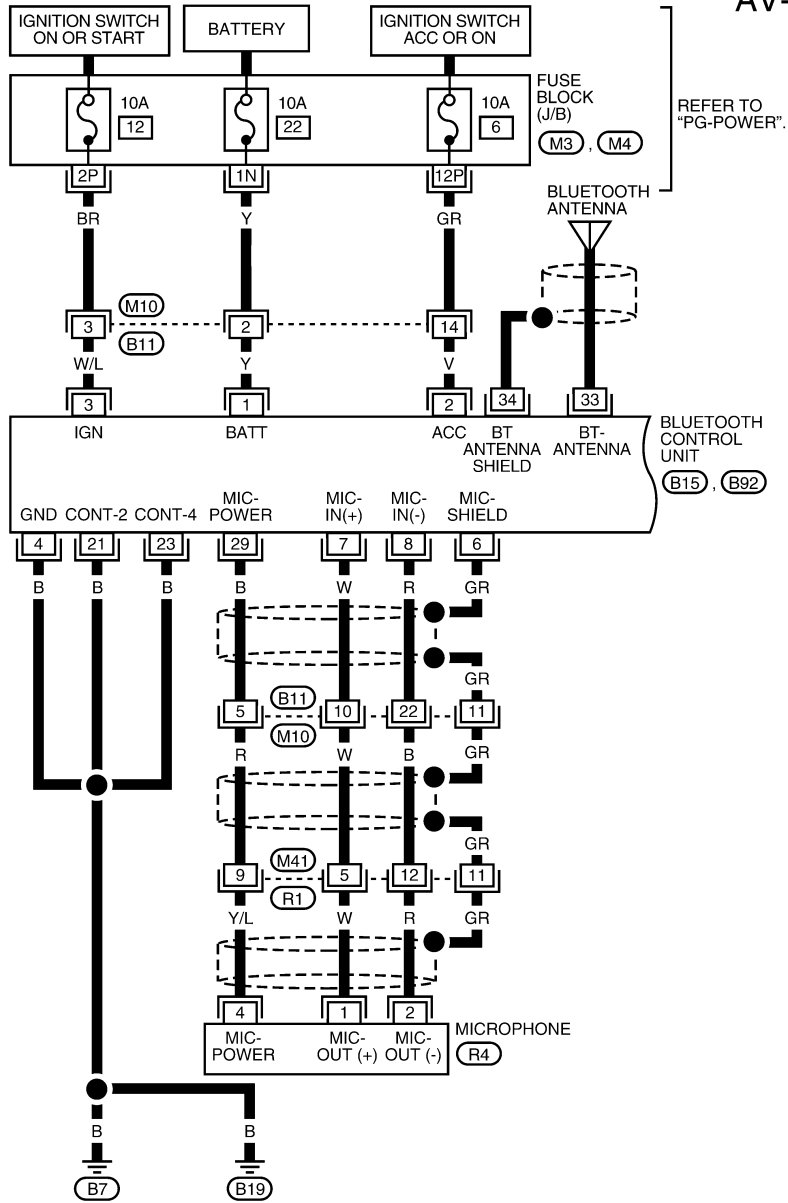 AV-
IGNITION SWITCH
ON OR START
BATTERY
IGNITION SWITCH
ACC OR ON
10A
12
10A
22
10A
6
FUSE
BLOCK
(J/B)
M3 , M4
REFER TO
“PG-POWER”.
2P
1N
12P
BR
Y
GR
BLUETOOTH
ANTENNA
M10
3
2
14
B11
W/L
Y
V
3
1
2
34
33
IGN
BATT
ACC
BT
ANTENNA
SHIELD
BT-
ANTENNA
BLUETOOTH
CONTROL
UNIT
B15 , B92
GND
CONT-2
CONT-4
MIC-
POWER
MIC-
IN(+)
MIC-
IN(-)
MIC-
SHIELD
4
21
23
29
7
8
6
B
B
B
B
W
R
GR
GR
B11
5
10
22
11
M10
R
W
B
GR
GR
M41
9
5
12
11
R1
Y/L
W
R
GR
4
1
2
MIC-
POWER
MIC-
OUT (+)
MIC-
OUT (-)
MICROPHONE
R4
B
B
B7
B19